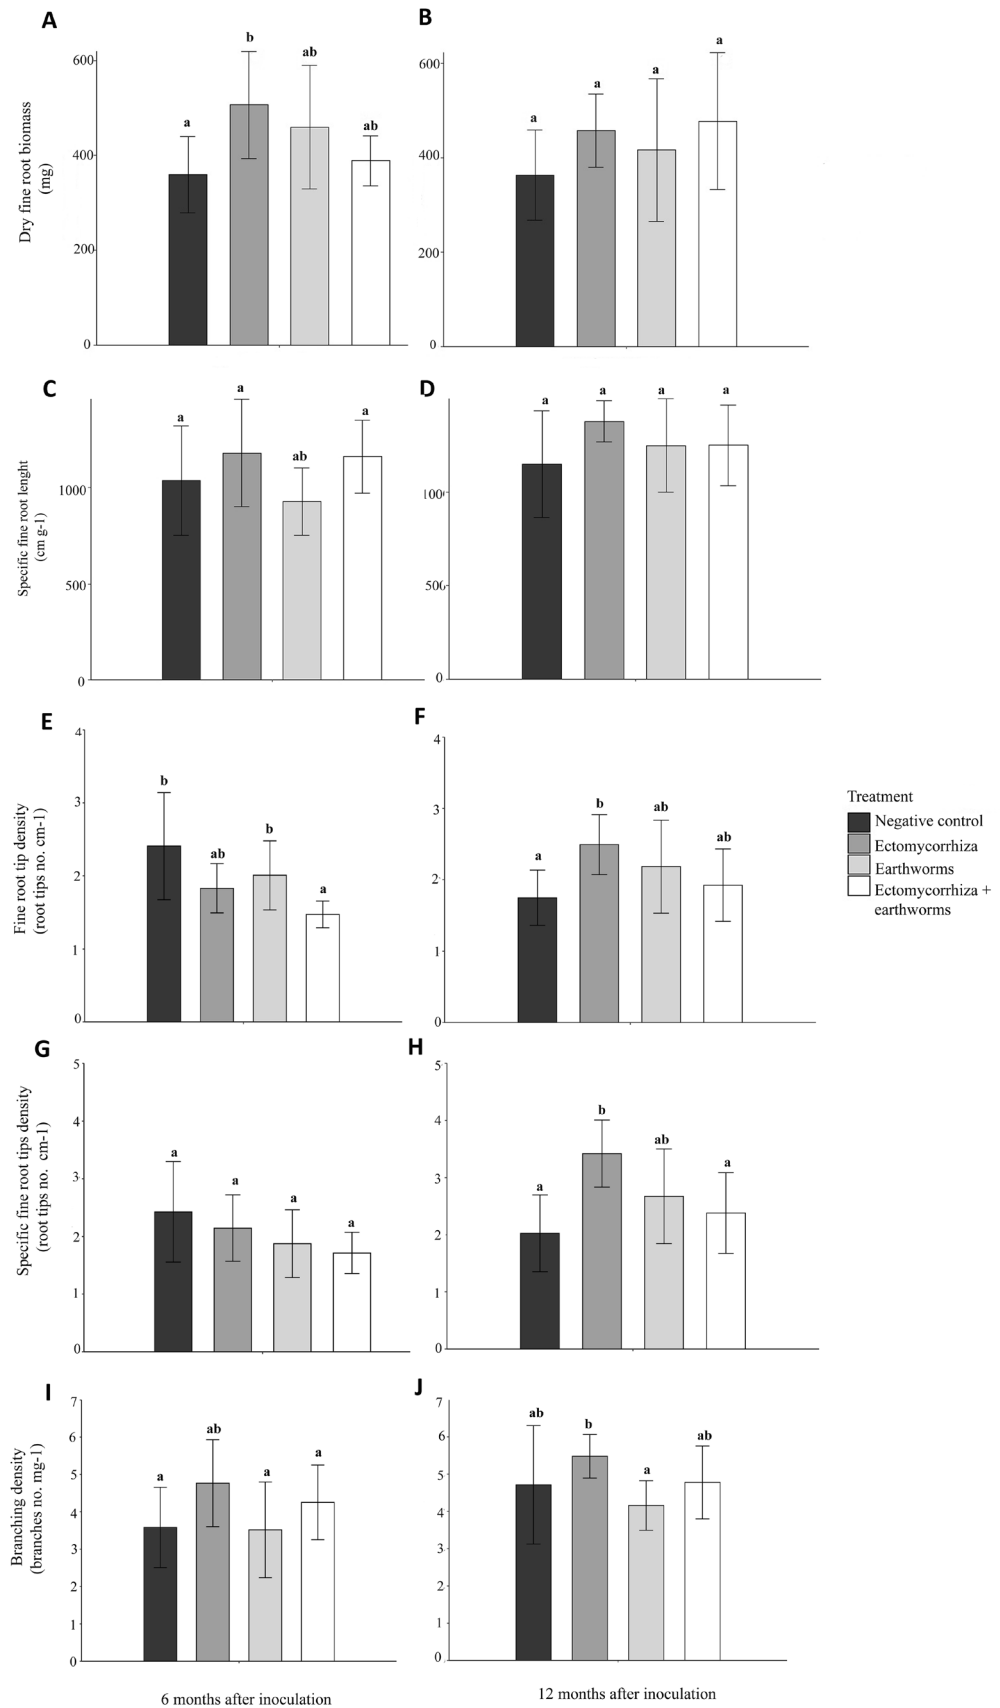 A
B
b
ab
ab
a
600
400
200
0
Dry fine root biomass
(mg)
a
a
a
a
600
400
200
0
C
D
a
a
ab
a
1000
500
0
Specific fine root lenght
(cm g-1)
a
a
a
a
0
E
F
b
ab
b
a
4
3
2
1
0
Fine root tip density
(root tips no. cm-1)
a
b
ab
ab
4
3
2
1
0
Treatment
Negative control
Ectomycorrhiza
Earthworms
Ectomycorrhiza +
earthworms
G
H
a
a
a
a
5
4
3
2
1
0
Specific fine root tips density
(root tips no. cm-1)
a
b
ab
a
5
4
3
2
1
0
I
J
a
ab
a
a
7
6
5
4
3
2
1
0
Branching density
(branches no. mg-1)
ab
b
a
ab
7
6
5
4
3
2
1
0
6 months after inoculation
12 months after inoculation